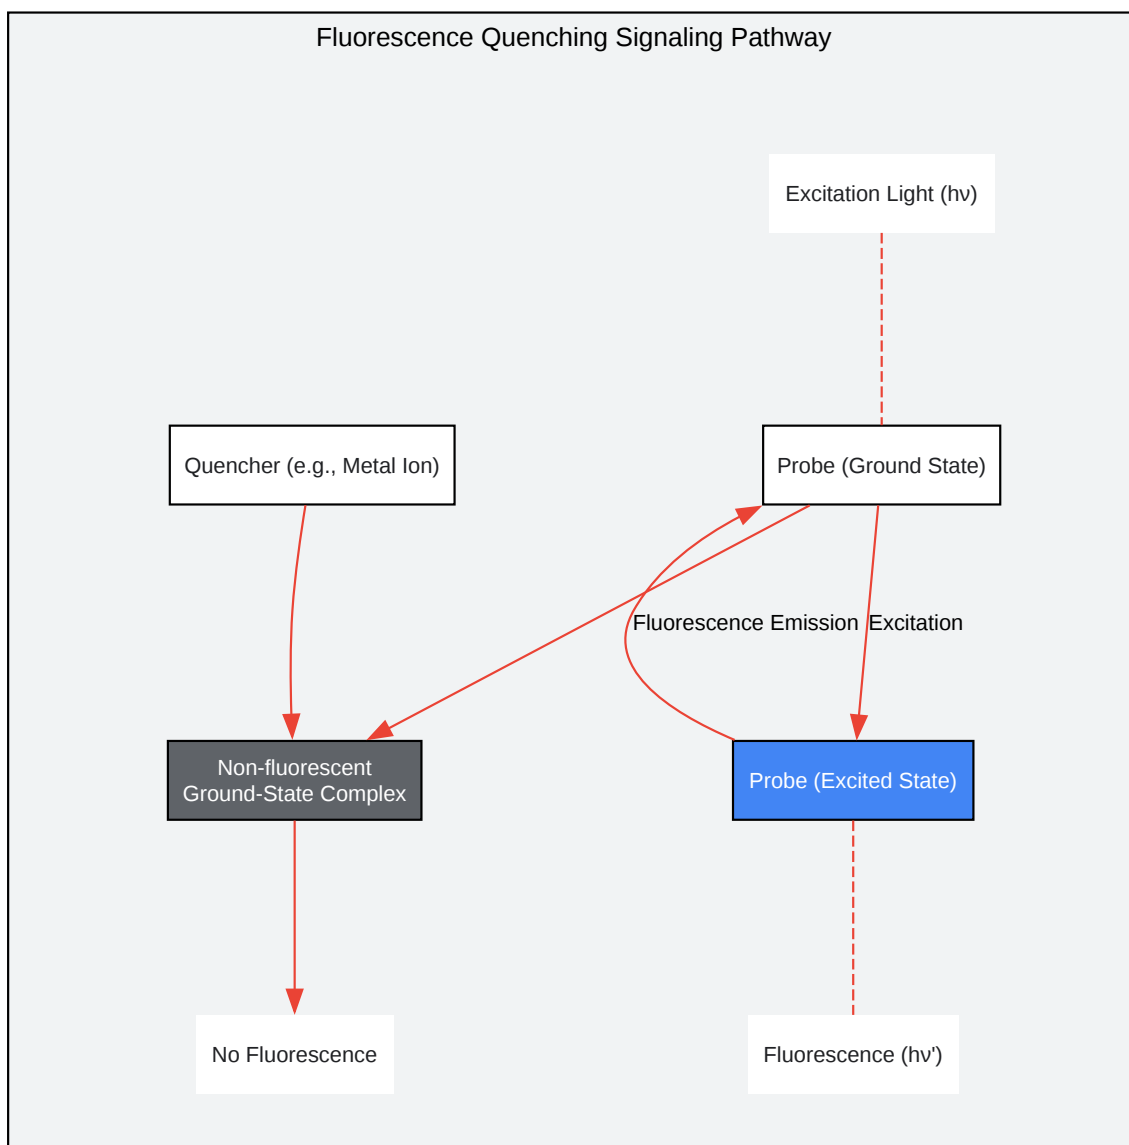 Fluorescence Quenching Signaling Pathway
Excitation Light (hν)
Quencher (e.g., Metal Ion)
Probe (Ground State)
Fluorescence Emission
Excitation
Non-fluorescent
Ground-State Complex
Probe (Excited State)
No Fluorescence
Fluorescence (hν')